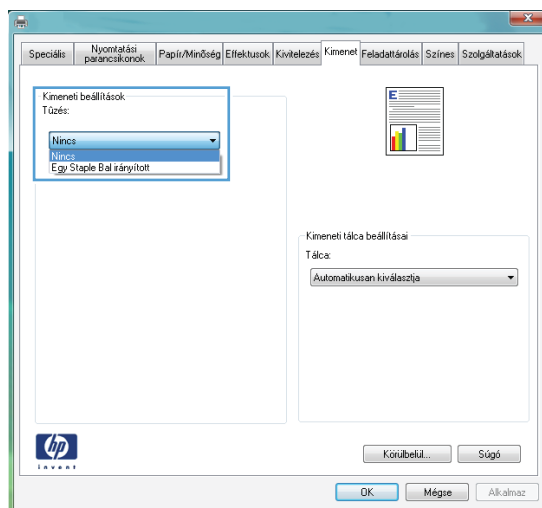 Speciális
Nyomtatási parancsikonok
Papír/Minőség
Effektusok
Kivitelezés
Kimenet
Feladattárolás
Színes
Szolgáltatások
Kimeneti beállítások
Tűzés:
Nincs
Nincs
Egy Staple Bal irányított
E
Kimeneti tálca beállításai
Tálca:
Automatikusan kiválasztja
hp
invent
Körülbelül...
Súgó
OK
Mégse
Alkalmaz